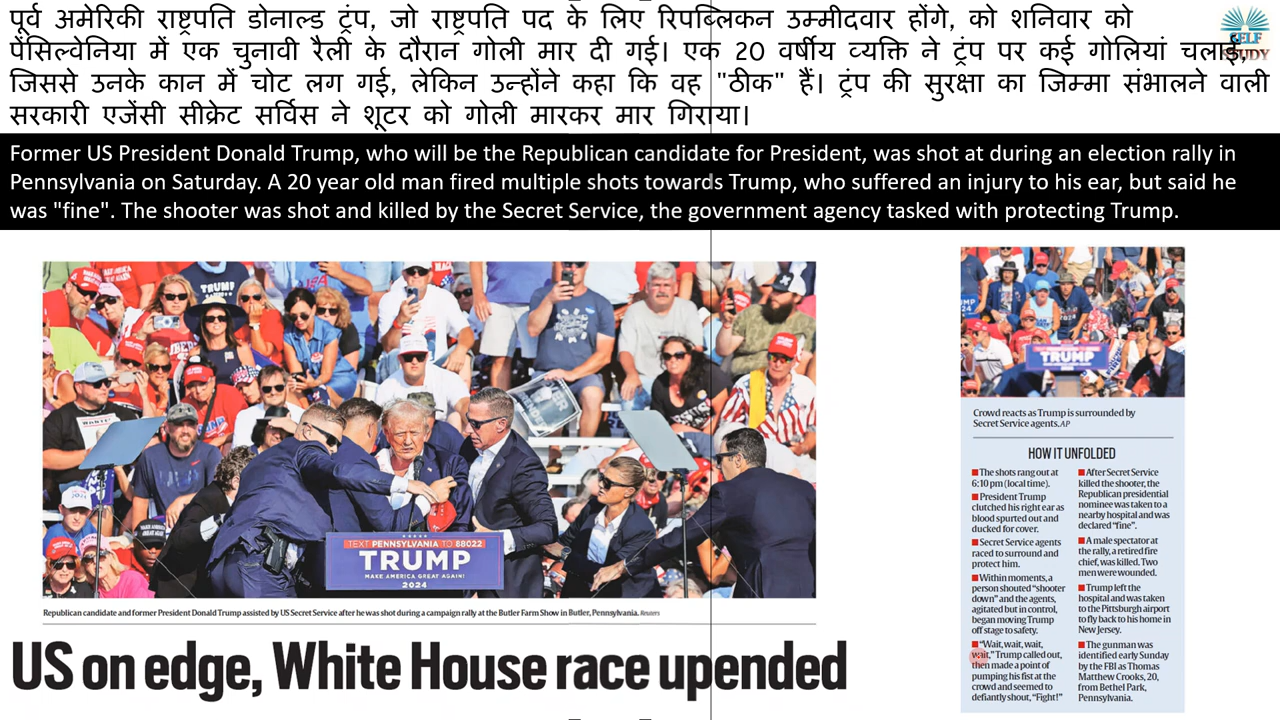 पूर्व अमेरिकी राष्ट्रपति डोनाल्ड ट्रंप, जो राष्ट्रपति पद के लिए रिपब्लिकन उम्मीदवार होंगे, को शनिवार को
पेंसिल्वेनिया में एक चुनावी रैली के दौरान गोली मार दी गई। एक 20 वर्षीय व्यक्ति ने ट्रंप पर कई गोलियां चलाईं,
जिससे उनके कान में चोट लग गई, लेकिन उन्होंने कहा कि वह "ठीक" हैं। ट्रंप की सुरक्षा का जिम्मा संभालने वाली
सरकारी एजेंसी सीक्रेट सर्विस ने शूटर को गोली मारकर मार गिराया।
SELF
STUDY
Former US President Donald Trump, who will be the Republican candidate for President, was shot at during an election rally in
Pennsylvania on Saturday. A 20 year old man fired multiple shots towards Trump, who suffered an injury to his ear, but said he
was "fine". The shooter was shot and killed by the Secret Service, the government agency tasked with protecting Trump.
TRUMP
TEXT PENNSYLVANIA TO 88022
TRUMP
MAKE AMERICA GREAT AGAIN!
2024
Republican candidate and former President Donald Trump assisted by US Secret Service after he was shot during a campaign rally at the Butler Farm Show in Butler, Pennsylvania. Reuters
US on edge, White House race upended
TRUMP
Crowd reacts as Trump is surrounded by
Secret Service agents. AP
HOW IT UNFOLDED
The shots rang out at
6:10 pm (local time).
President Trump
clutched his right ear as
blood spurted out and
ducked for cover.
Secret Service agents
raced to surround and
protect him.
Within moments, a
person shouted "shooter
down" and the agents,
agitated but in control,
began moving Trump
off stage to safety.
"Wait, wait, wait,
wait," Trump called out,
then made a point of
pumping his fist at the
crowd and seemed to
defiantly shout, "Fight!"
After Secret Service
killed the shooter, the
Republican presidential
nominee was taken to a
nearby hospital and was
declared "fine".
A male spectator at
the rally, a retired fire
chief, was killed. Two
men were wounded.
Trump left the
hospital and was taken
to the Pittsburgh airport
to fly back to his home in
New Jersey.
The gunman was
identified early Sunday
by the FBI as Thomas
Matthew Crooks, 20,
from Bethel Park,
Pennsylvania.